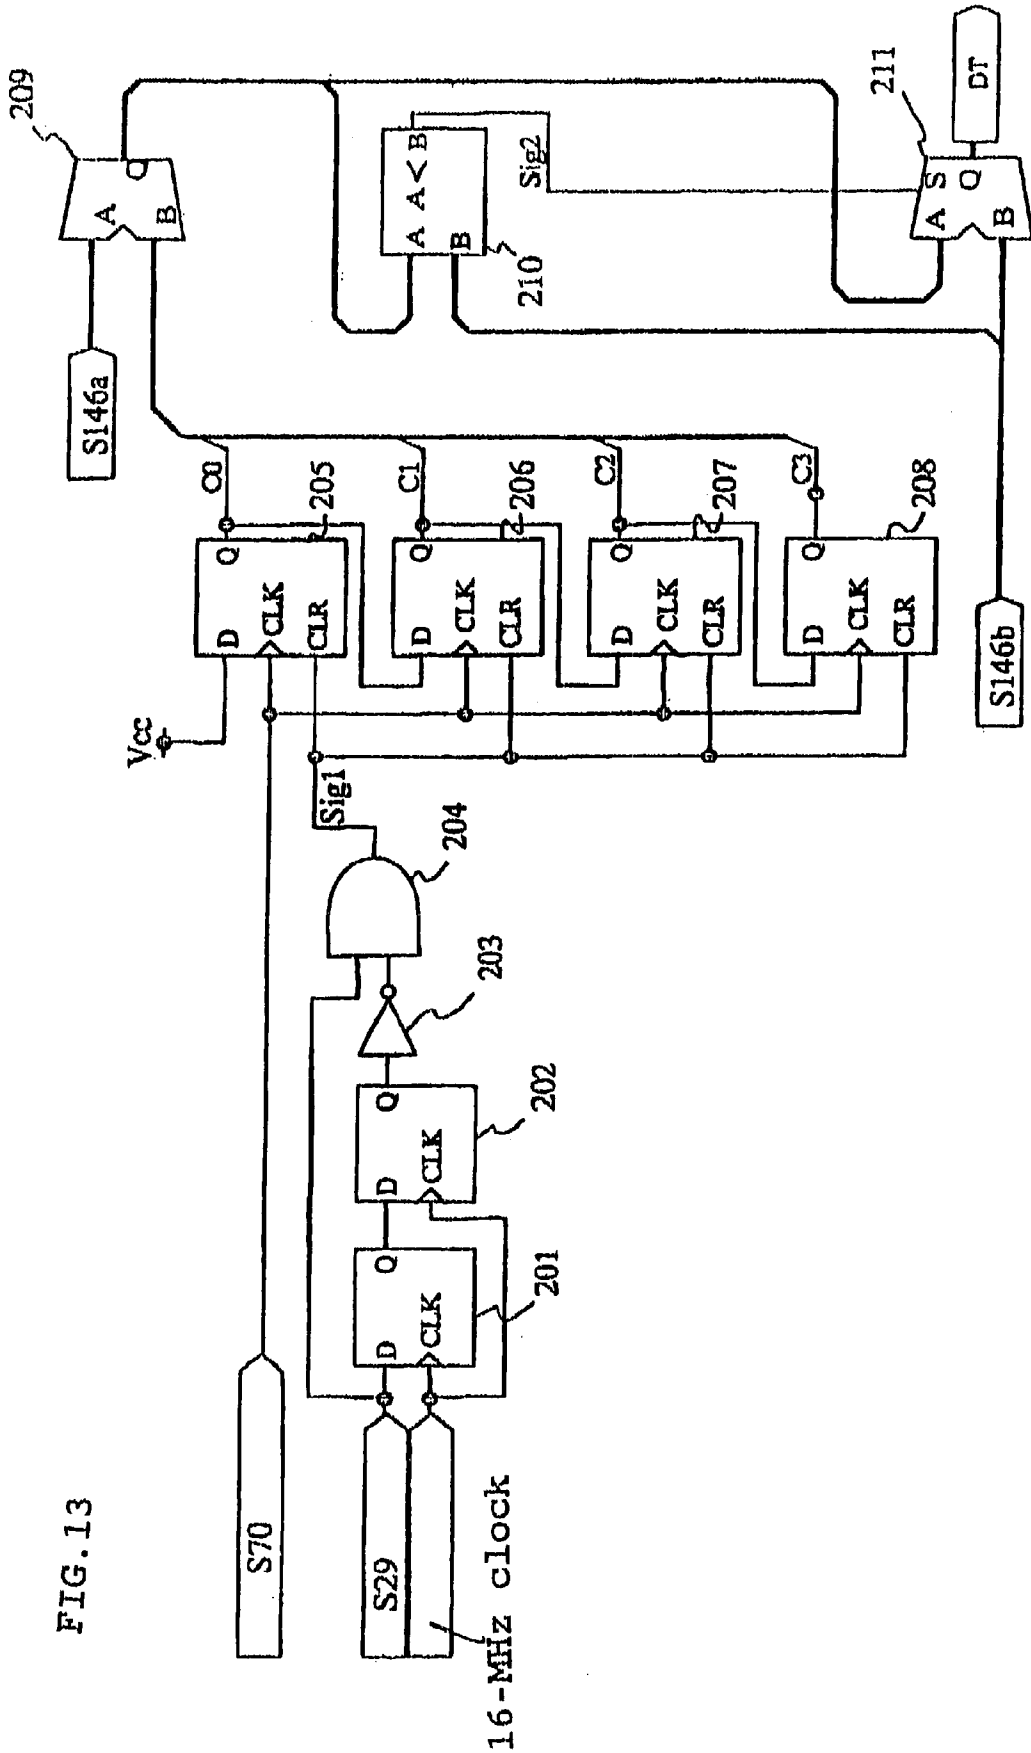 FIG.13
S70
S29
16-MHz clock
D
Q
CLK
201
D
Q
CLK
202
203
204
Sig1
Vcc
D
Q
CLK
CLR
205
C0
D
Q
CLK
CLR
206
C1
D
Q
CLK
CLR
207
C2
D
Q
CLK
CLR
208
C3
S146a
S146b
A
B
Q
209
A A<B
B
210
Sig2
A S
Q
B
211
DT